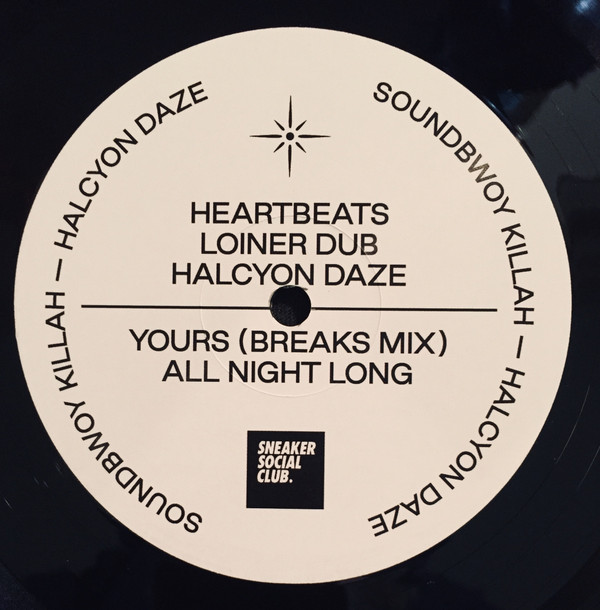 SOUNDBWOY KILLAH — HALCYON DAZE
SOUNDBWOY KILLAH — HALCYON DAZE
HEARTBEATS
LOINER DUB
HALCYON DAZE
YOURS (BREAKS MIX)
ALL NIGHT LONG
SNEAKER
SOCIAL
CLUB.